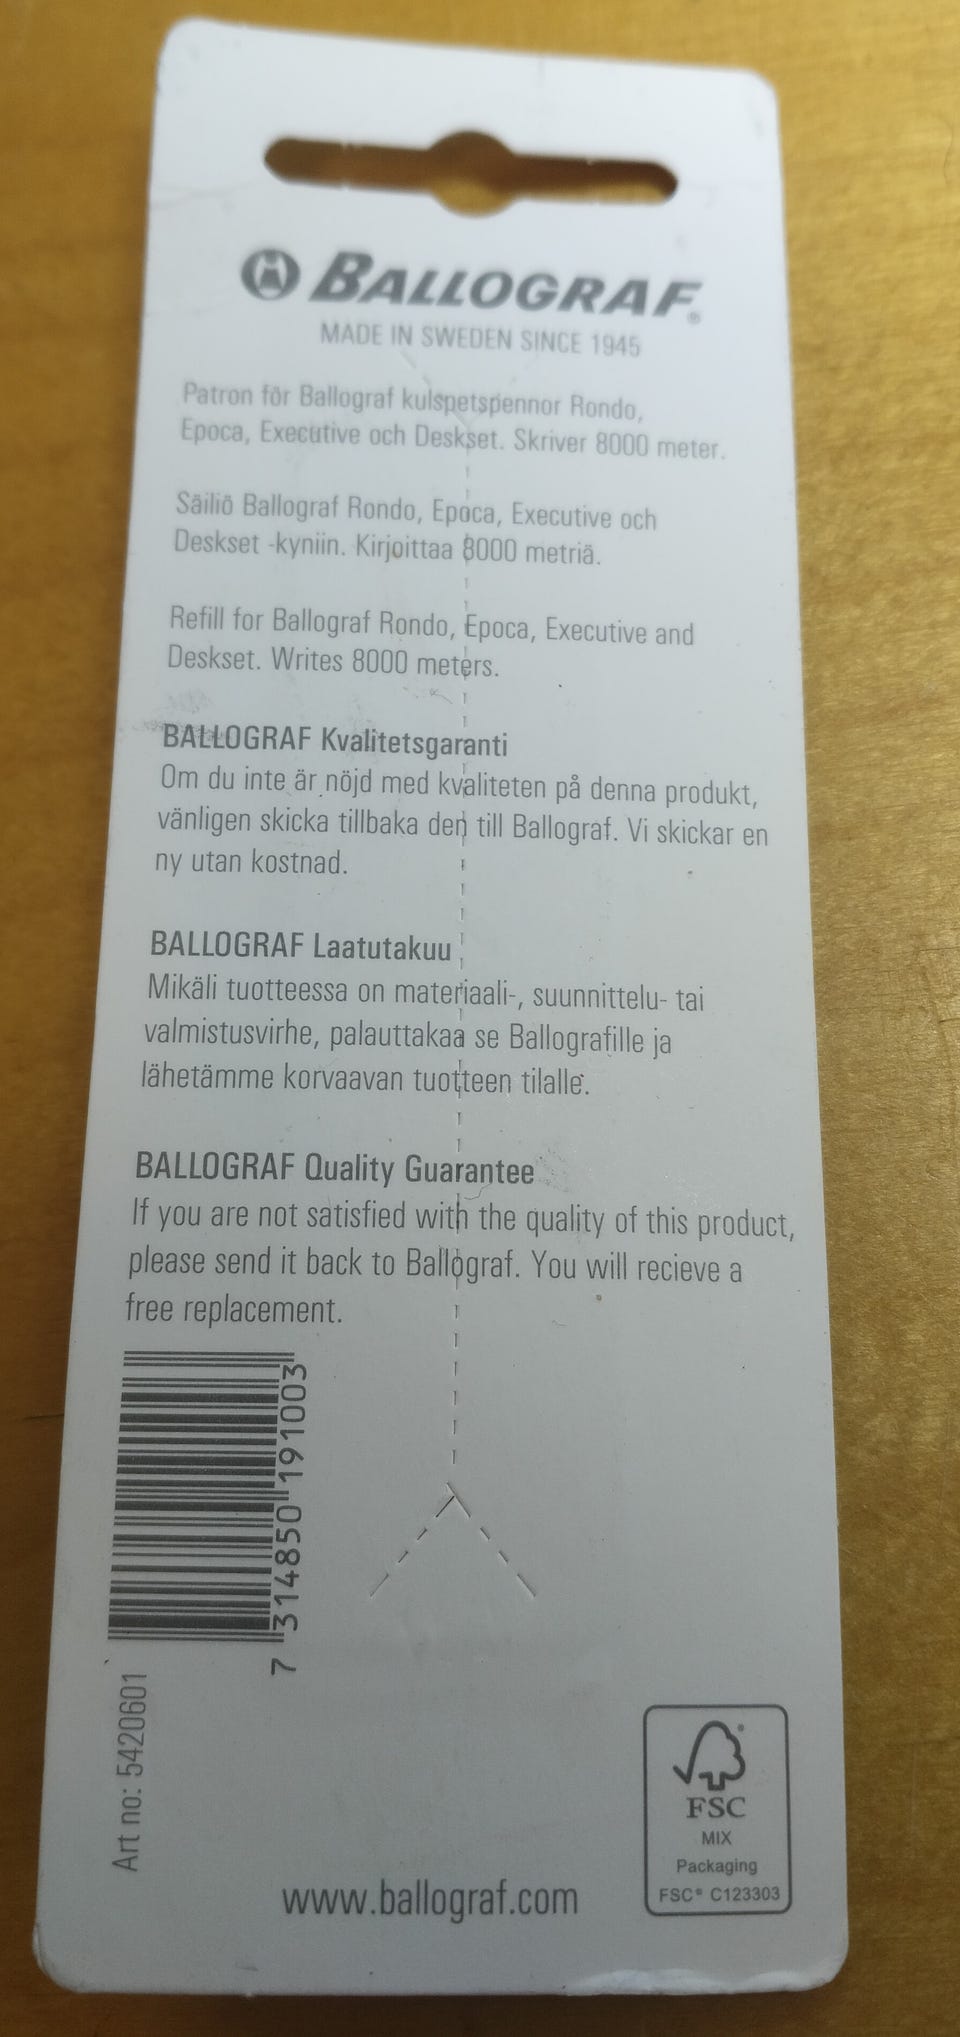 BALLOGRAF®
MADE IN SWEDEN SINCE 1945
Patron för Ballograf kulspetspennor Rondo,
Epoca, Executive och Deskset. Skriver 8000 meter.
Säiliö Ballograf Rondo, Epoca, Executive och
Deskset -kyniin. Kirjoittaa 8000 metriä.
Refill for Ballograf Rondo, Epoca, Executive and
Deskset. Writes 8000 meters.
BALLOGRAF Kvalitetsgaranti
Om du inte är nöjd med kvaliteten på denna produkt,
vänligen skicka tillbaka den till Ballograf. Vi skickar en
ny utan kostnad.
BALLOGRAF Laatutakuu
Mikäli tuotteessa on materiaali-, suunnittelu- tai
valmistusvirhe, palauttakaa se Ballografille ja
lähetämme korvaavan tuotteen tilalle.
BALLOGRAF Quality Guarantee
If you are not satisfied with the quality of this product,
please send it back to Ballograf. You will recieve a
free replacement.
7 314850 191003
Art no: 5420601
www.ballograf.com
FSC
MIX
Packaging
FSC® C123303